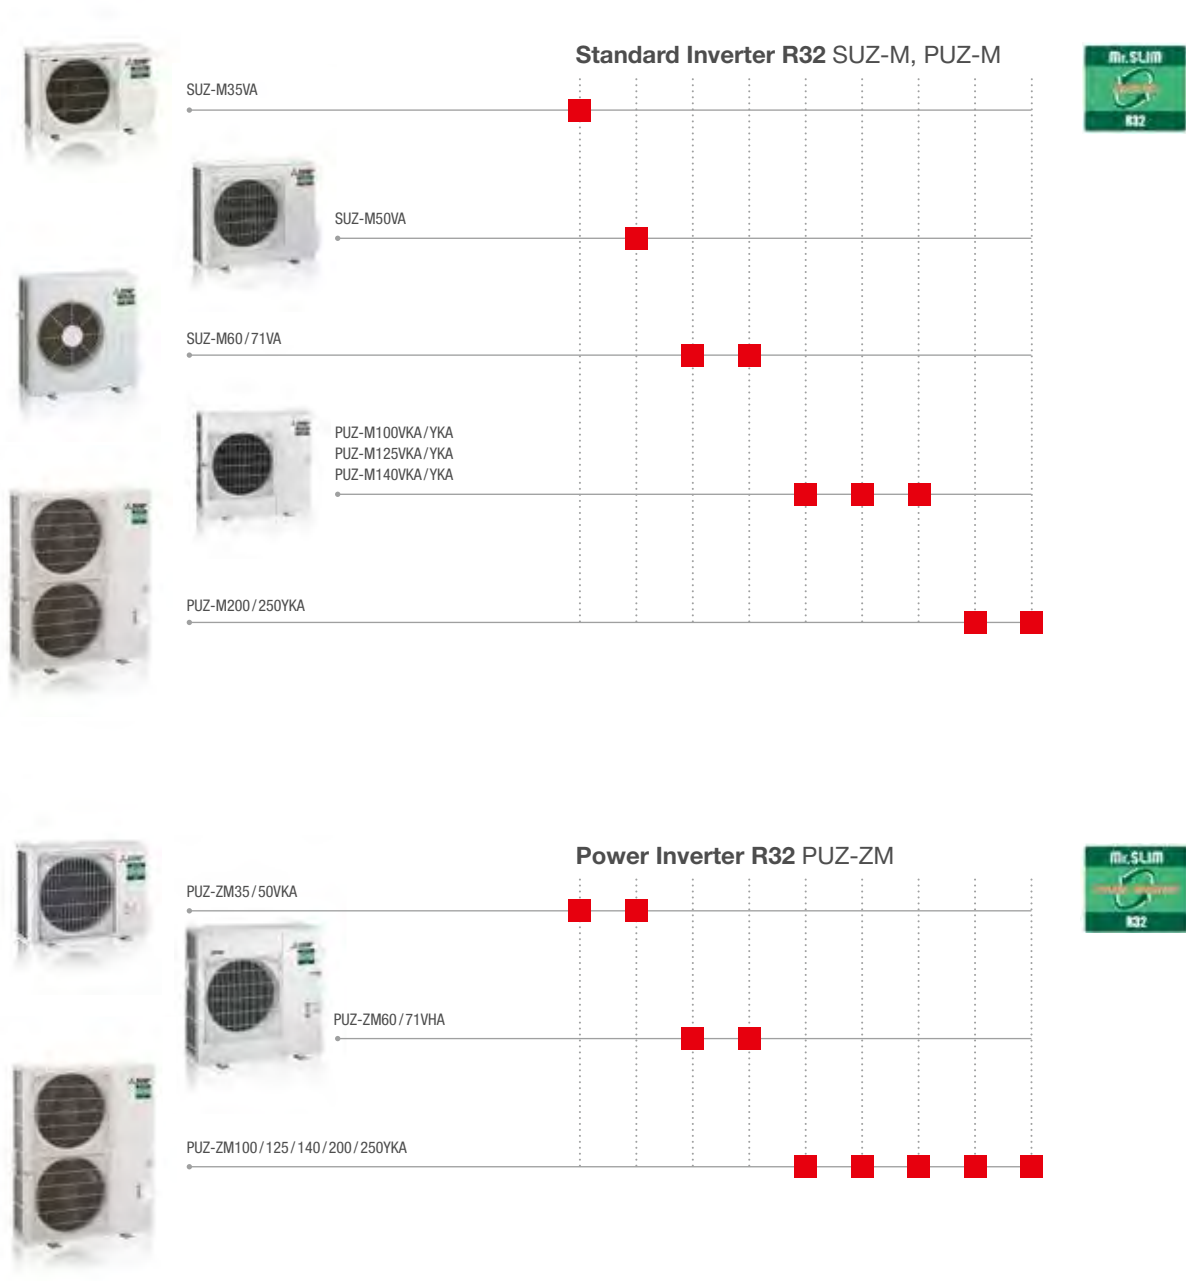 Standard Inverter R32 SUZ-M, PUZ-M
Mr.SLIM
R32
SUZ-M35VA
SUZ-M50VA
SUZ-M60/71VA
PUZ-M100VKA/YKA
PUZ-M125VKA/YKA
PUZ-M140VKA/YKA
PUZ-M200/250YKA
Power Inverter R32 PUZ-ZM
Mr.SLIM
R32
PUZ-ZM35/50VKA
PUZ-ZM60/71VHA
PUZ-ZM100/125/140/200/250YKA